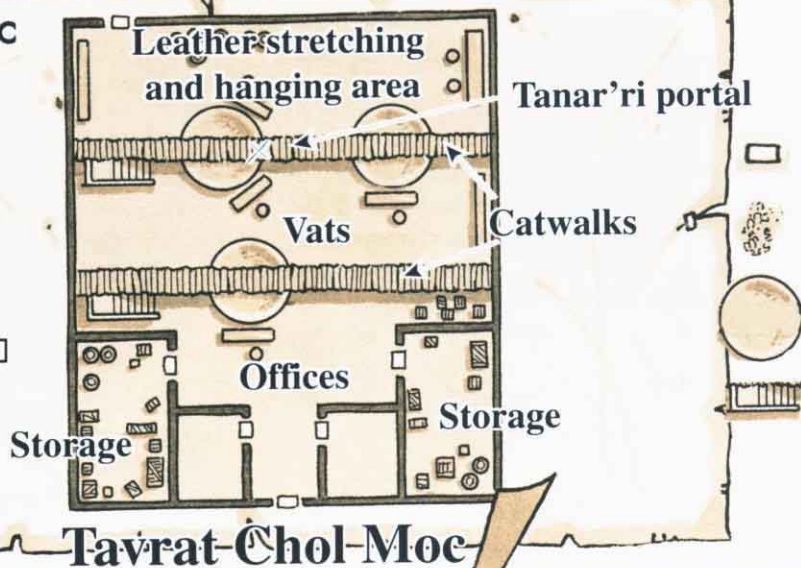 C
Leather stretching
and hanging area
Tanar'ri portal
Vats
Catwalks
Offices
Storage
Storage
Tavrat Chol Moc